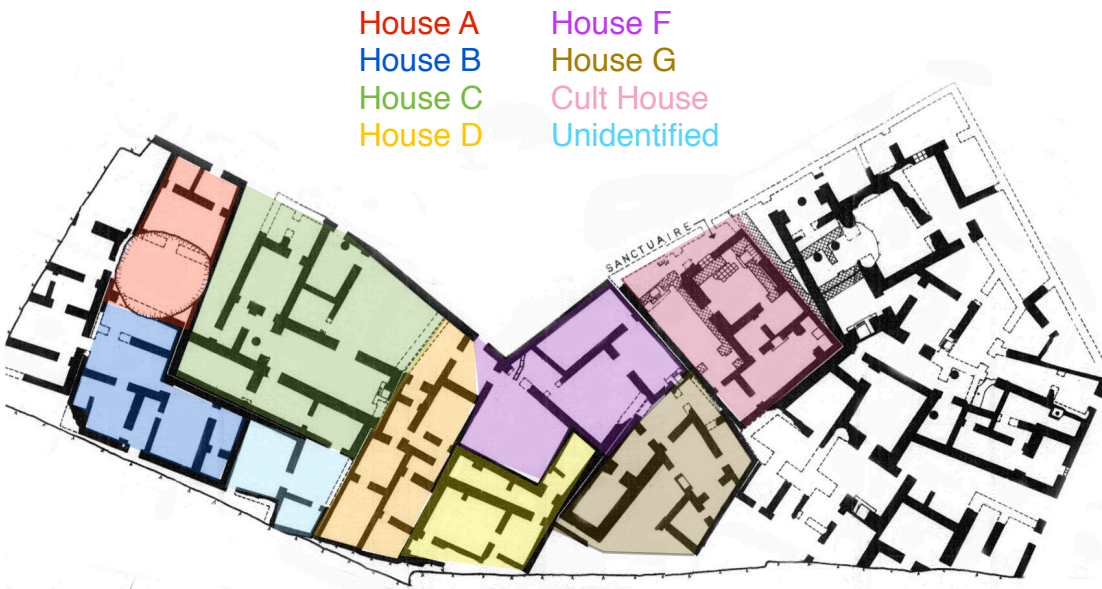 House A
House B
House C
House D
House F
House G
Cult House
Unidentified
SANCTUAIRE